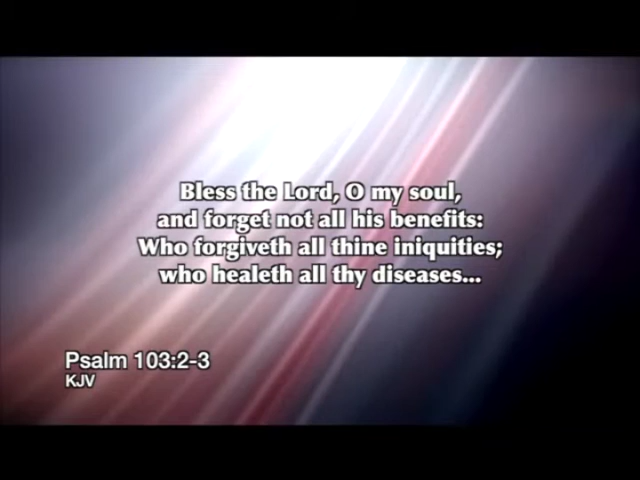 Bless the Lord, O my soul,
and forget not all his benefits:
Who forgiveth all thine iniquities;
who healeth all thy diseases...
Psalm 103:2-3
KJV